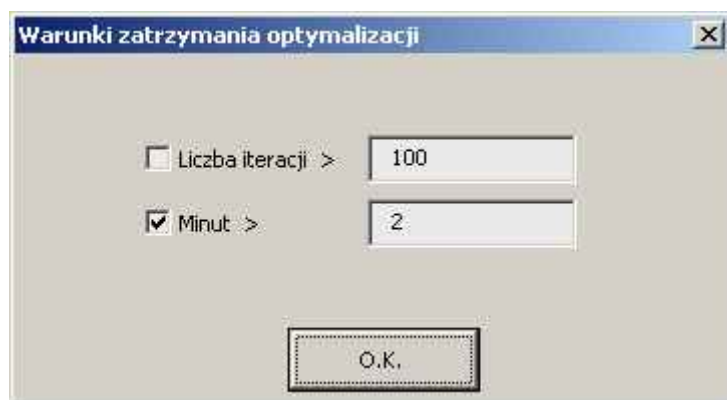 Warunki zatrzymania optymalizacji
Liczba iteracji > 100
Minut > 2
O.K.